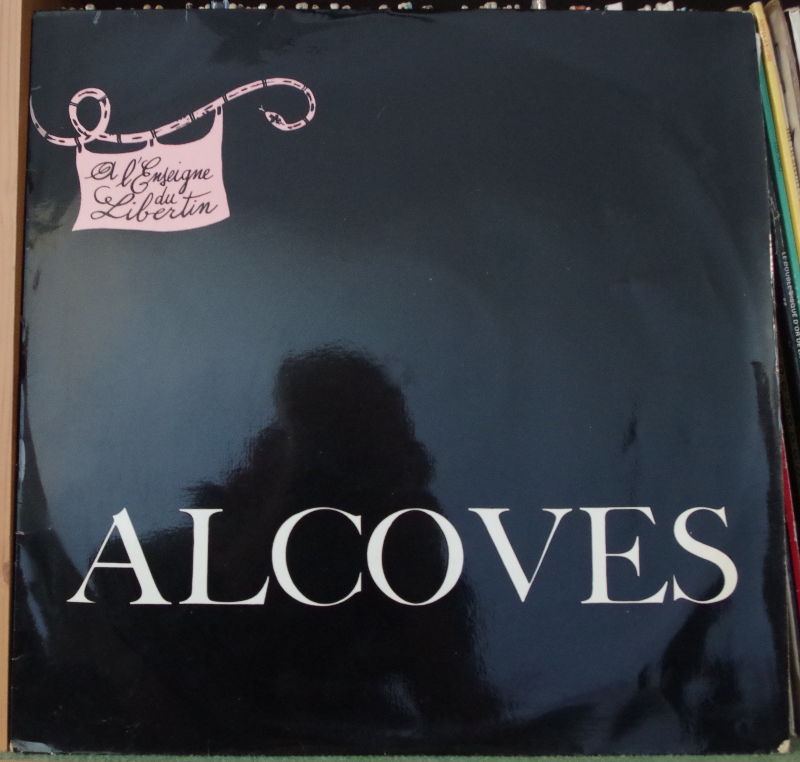 A l'Enseigne
du
Libertin
ALCOVES